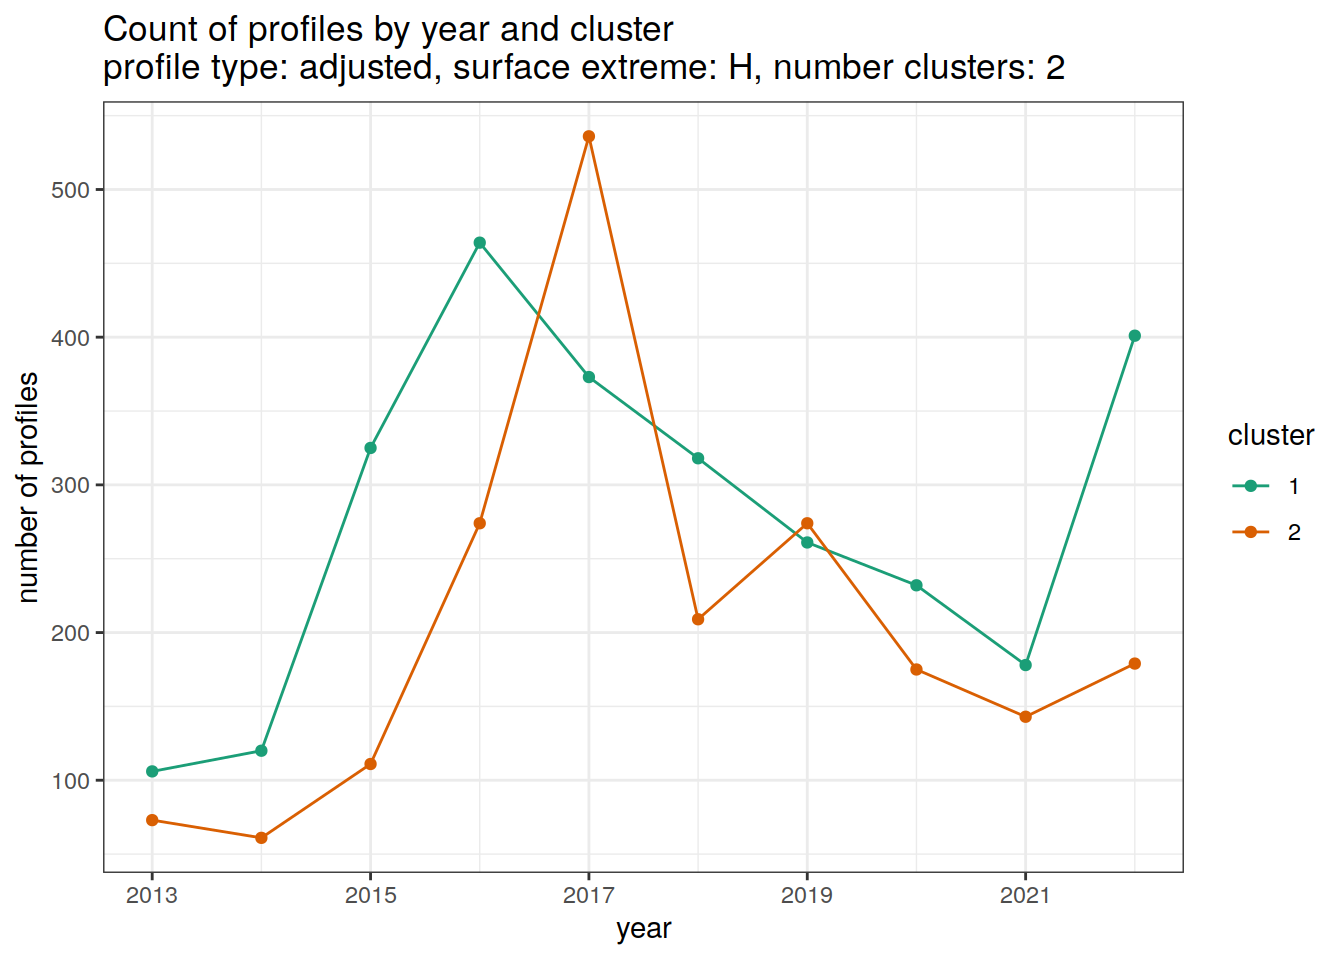 Count of profiles by year and cluster
profile type: adjusted, surface extreme: H, number clusters: 2
number of profiles
500
400
300
200
100
2013 2015 2017 2019 2021
year
cluster
1
2